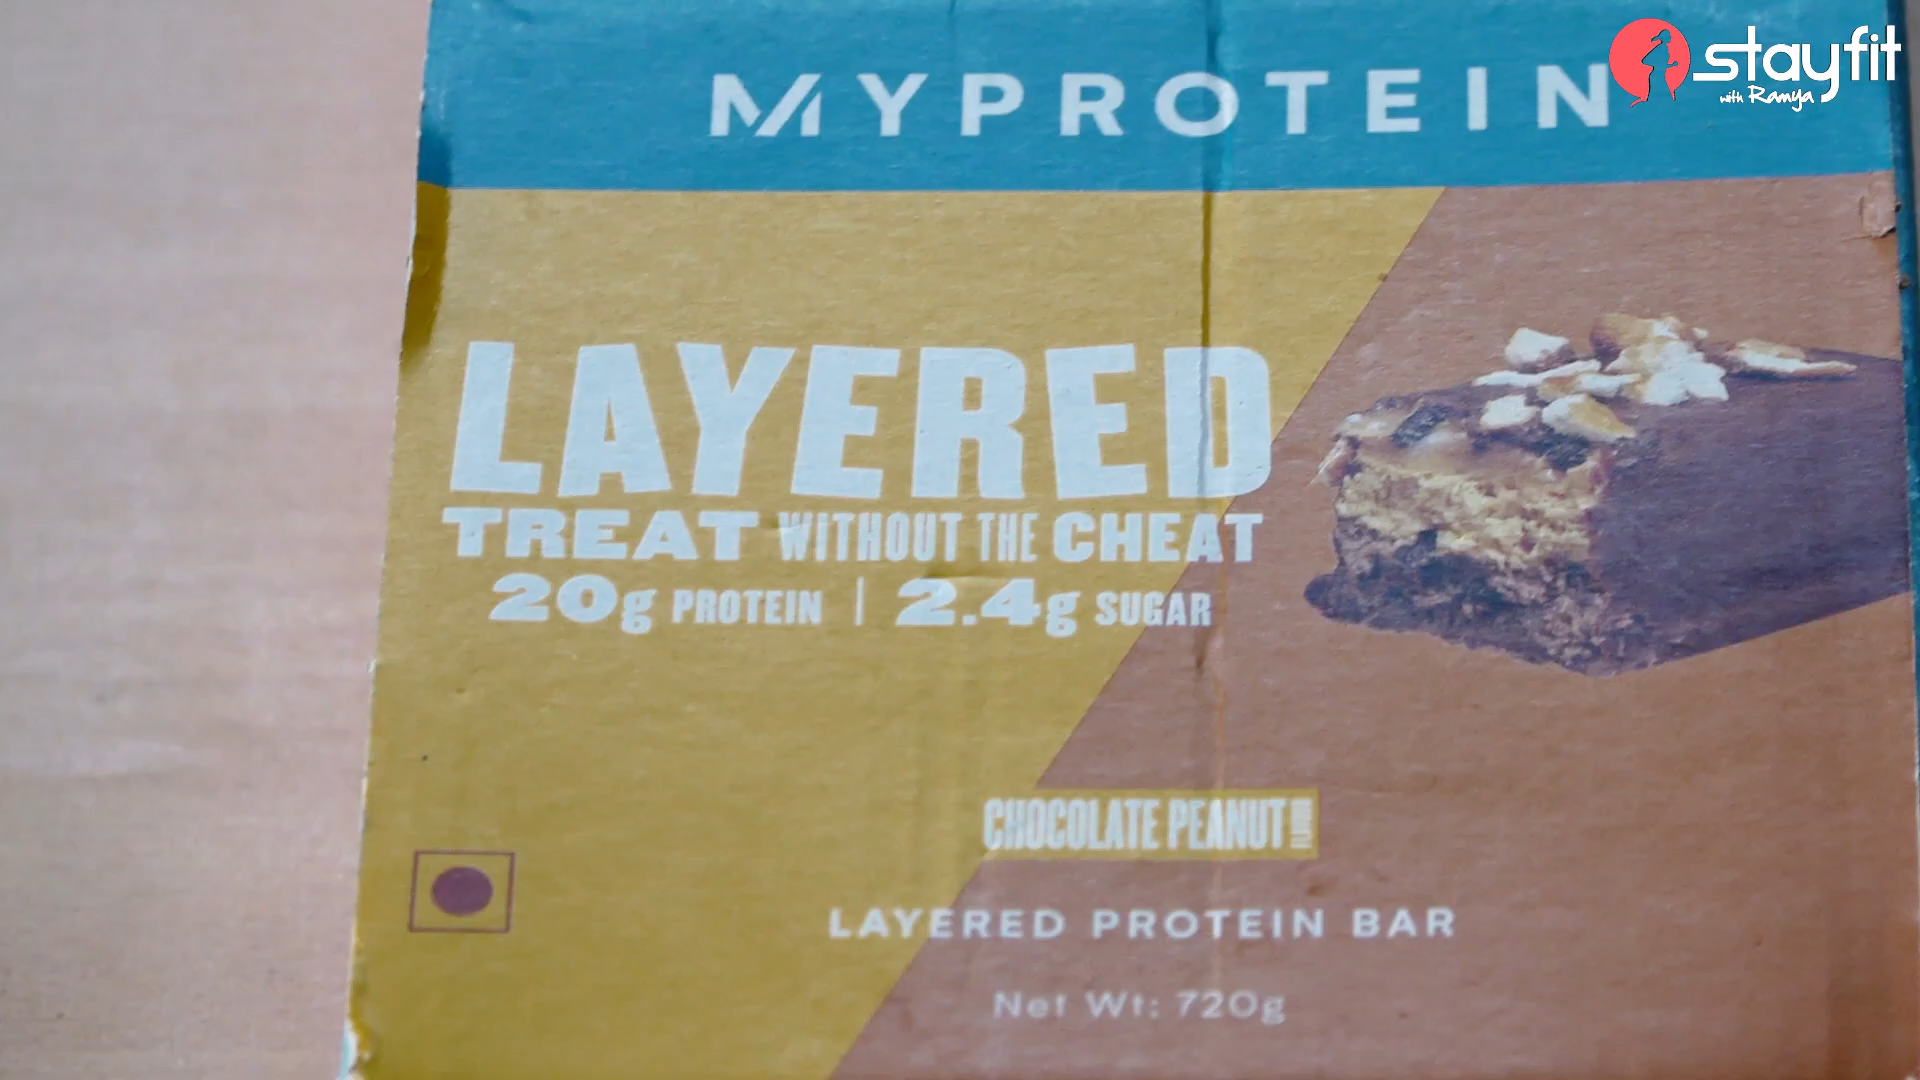 MYPROTEIN
stayfit
with Ramya
LAYERED
TREAT WITHOUT THE CHEAT
20g PROTEIN | 2.4g SUGAR
CHOCOLATE PEANUT
LAYERED PROTEIN BAR
Net Wt: 720g